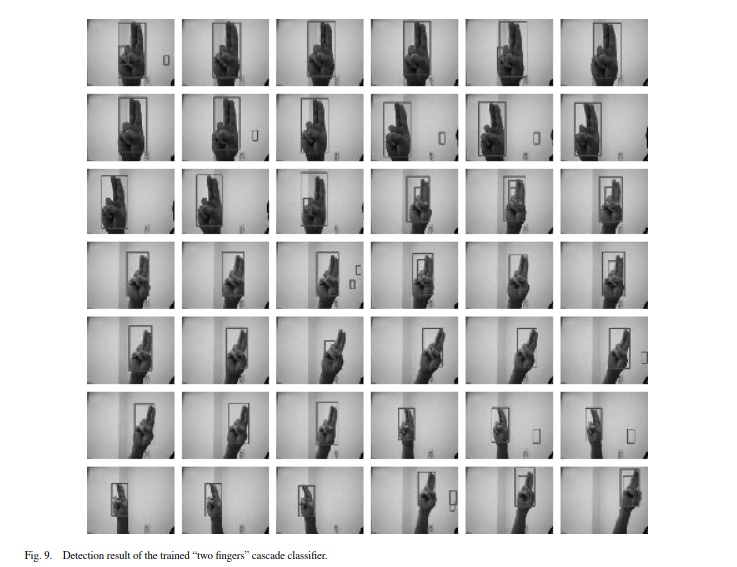 Fig. 9. Detection result of the trained “two fingers” cascade classifier.